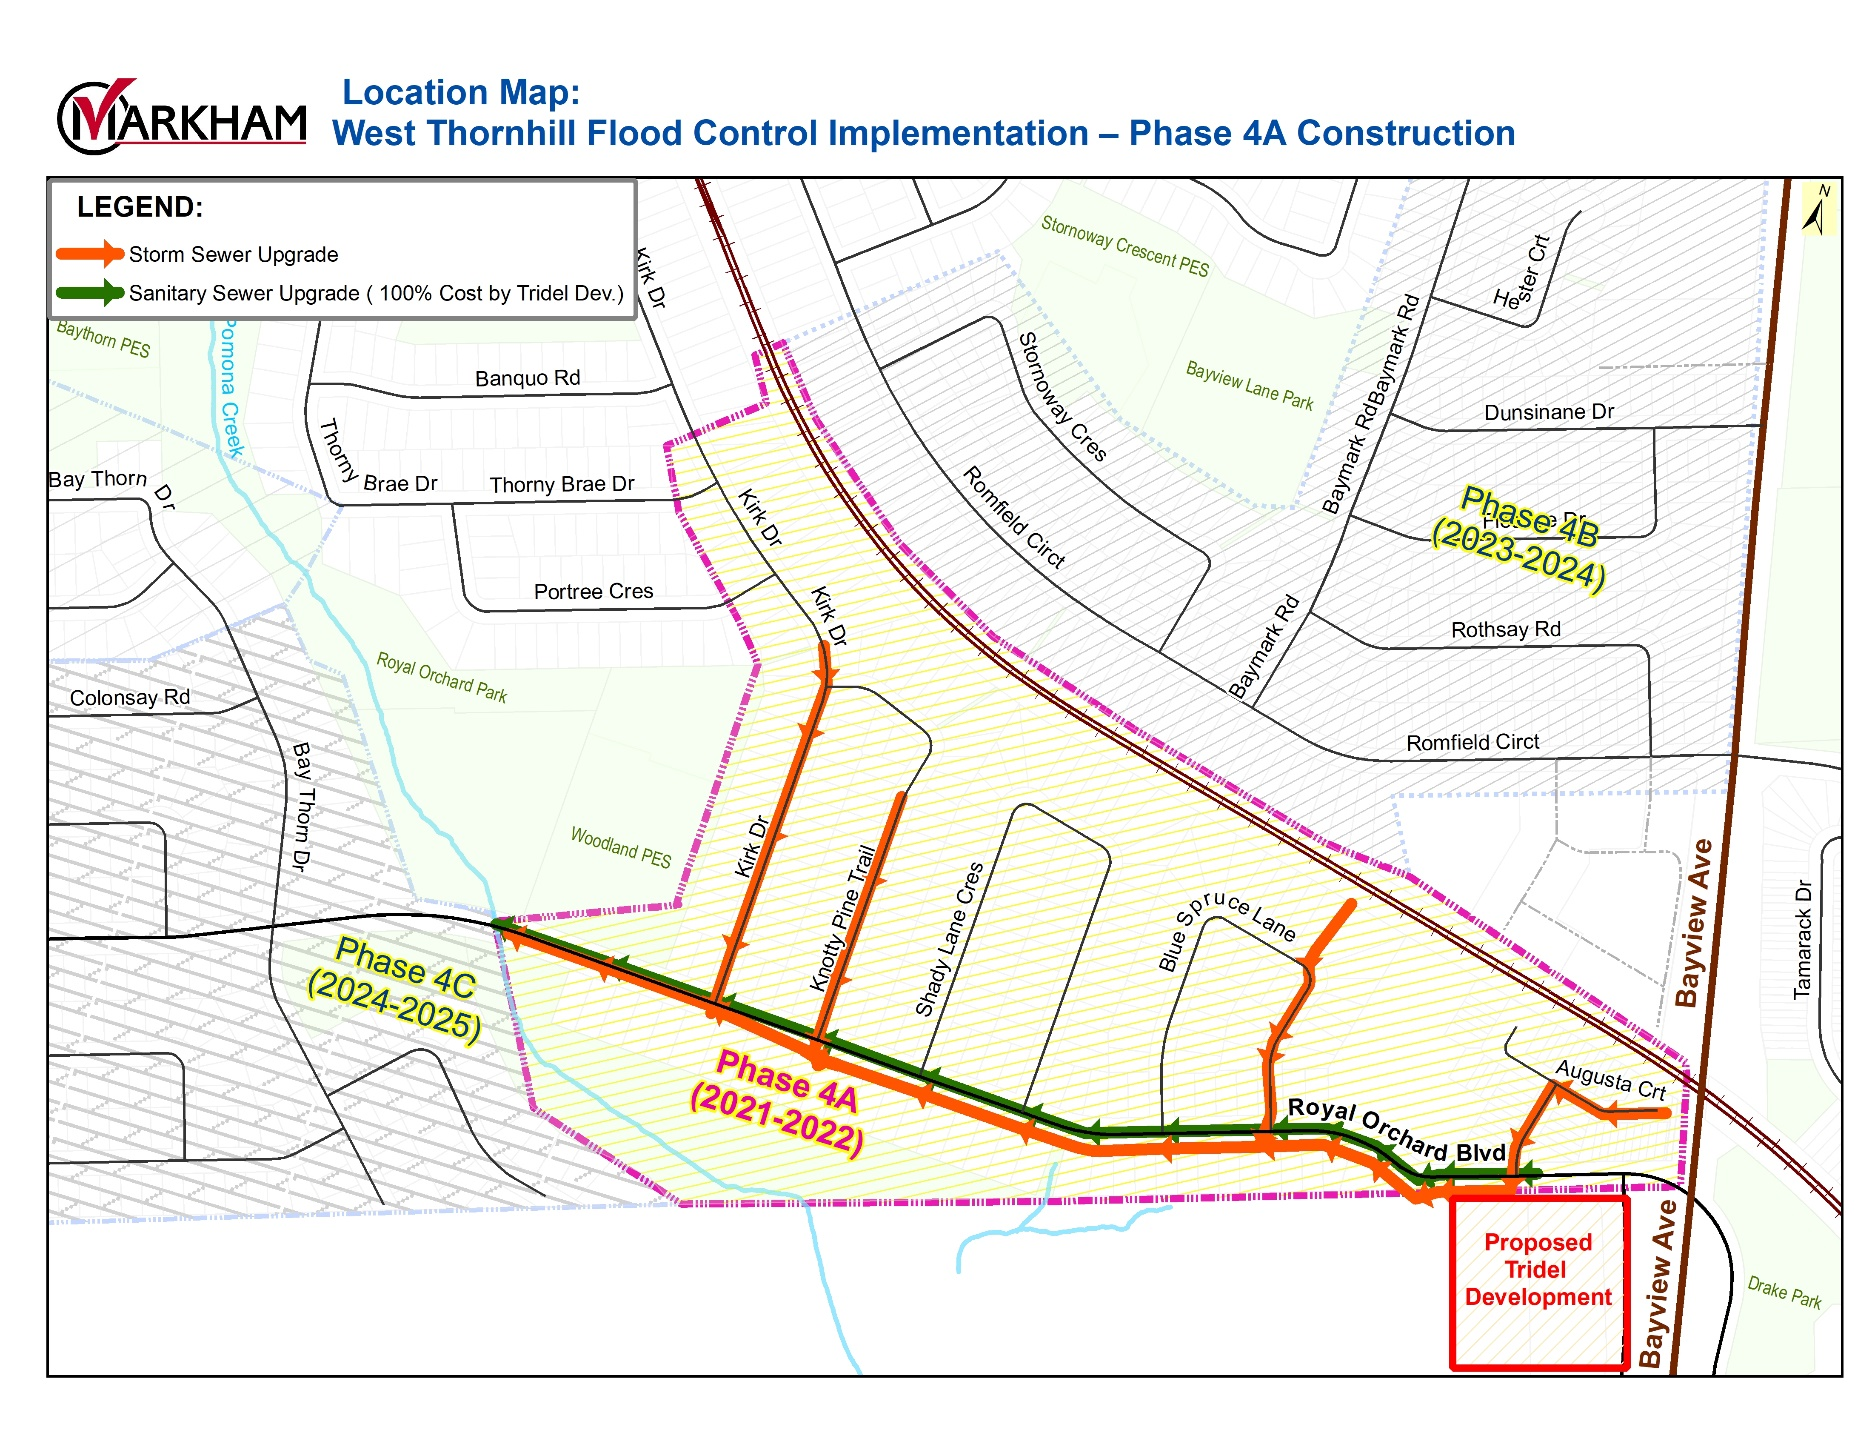 MARKHAM
Location Map:
West Thornhill Flood Control Implementation – Phase 4A Construction
LEGEND:
Storm Sewer Upgrade
Sanitary Sewer Upgrade ( 100% Cost by Tridel Dev.)
N
Kirk Dr
Stornoway Crescent PES
Hester Crt
Baythorn PES
Pomona Creek
Banquo Rd
Stornoway Cres
Bayview Lane Park
Baymark Rd
Baymark Rd
Dunsinane Dr
Bay Thorn Dr
Thorny Brae Dr
Thorny Brae Dr
Kirk Dr
Romfield Circt
Phase 4B
(2023-2024)
Portree Cres
Kirk Dr
Baymark Rd
Rothsay Rd
Royal Orchard Park
Colonsay Rd
Bay Thorn Dr
Romfield Circt
Woodland PES
Kirk Dr
Knotty Pine Trail
Shady Lane Cres
Blue Spruce Lane
Bayview Ave
Tamarack Dr
Phase 4C
(2024-2025)
Phase 4A
(2021-2022)
Augusta Crt
Royal Orchard Blvd
Proposed
Tridel
Development
Bayview Ave
Drake Park